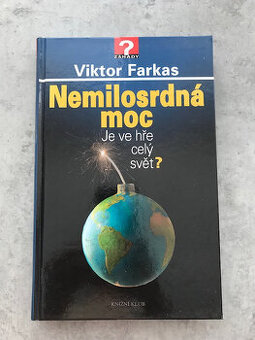 ?
ZÁHADY
Viktor Farkas
Nemilosrdná
moc
Je ve hře
celý
svět?
KNIŽNÍ KLUB